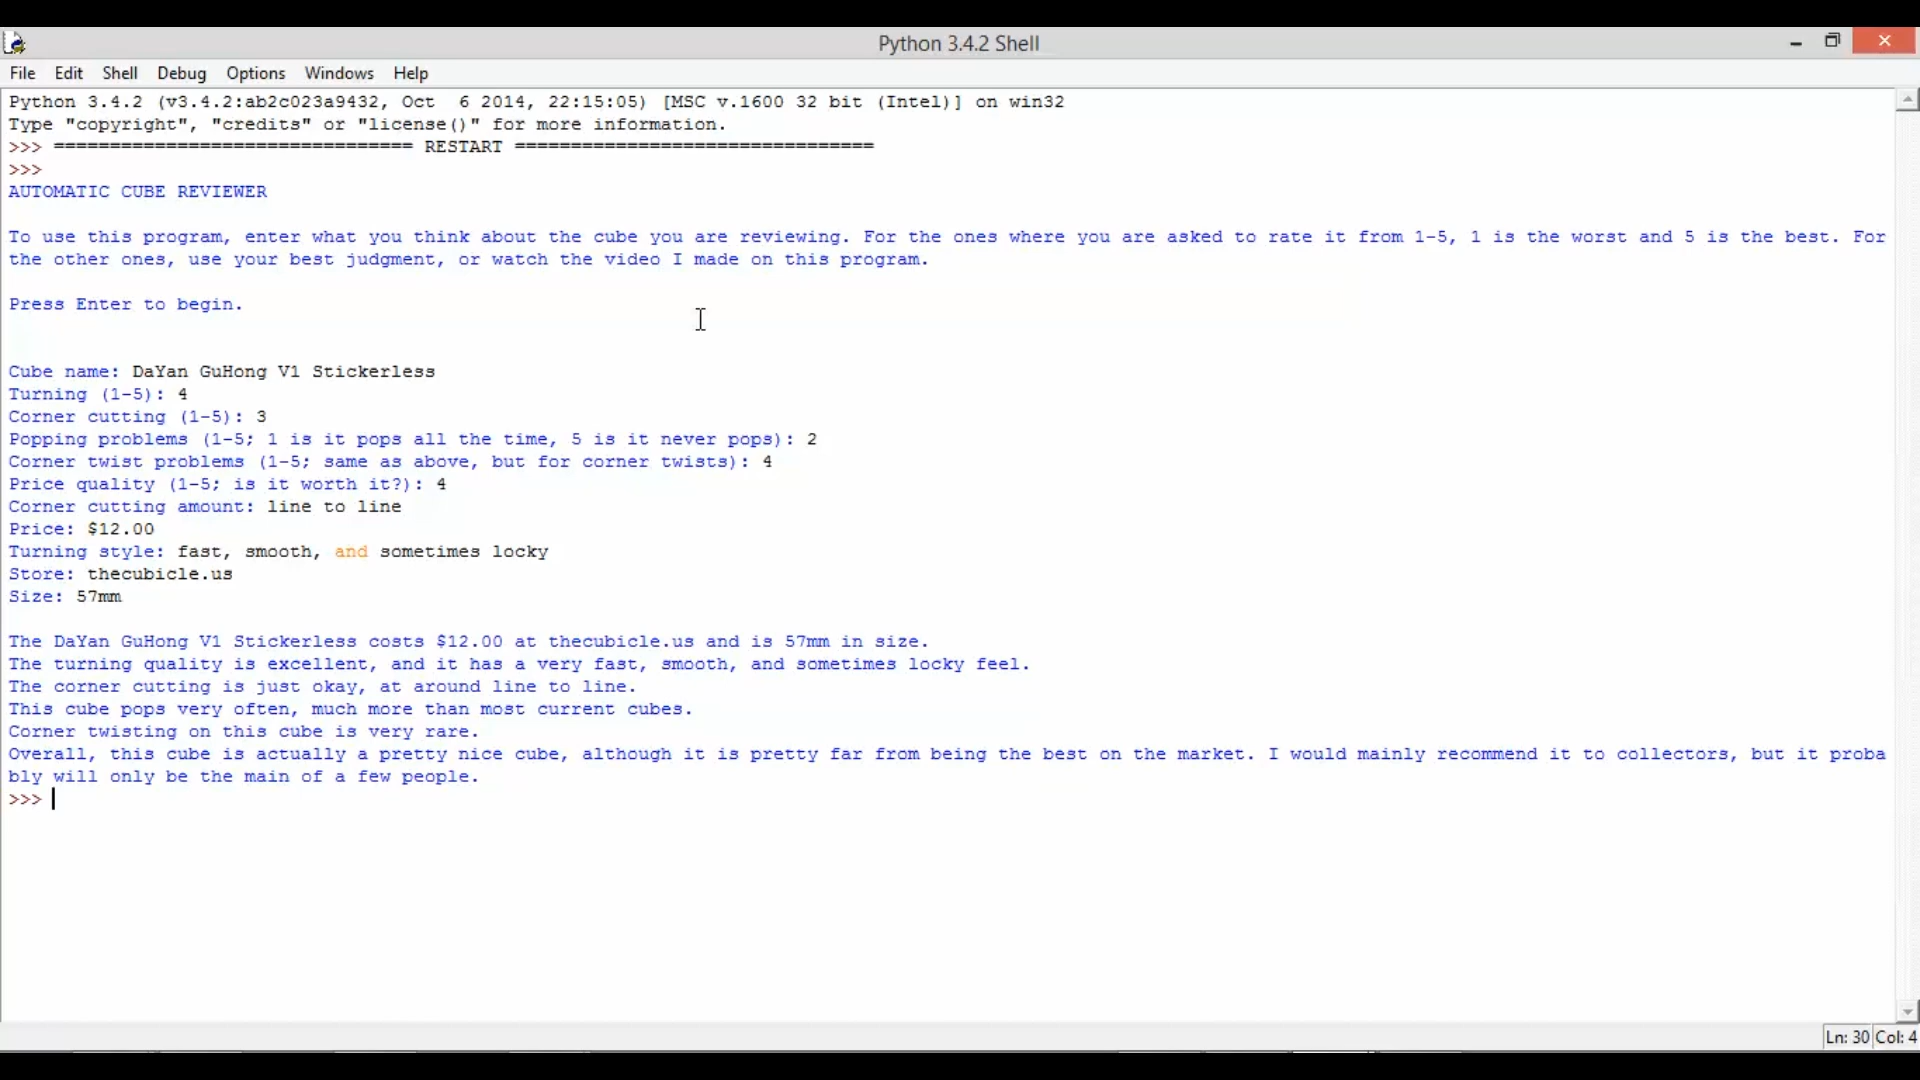 Python 3.4.2 Shell
File Edit Shell Debug Options Windows Help
Python 3.4.2 (v3.4.2:ab2c023a9432, Oct  6 2014, 22:15:05) [MSC v.1600 32 bit (Intel)] on win32
Type "copyright", "credits" or "license()" for more information.
>>> ================================ RESTART ================================
>>>
AUTOMATIC CUBE REVIEWER
To use this program, enter what you think about the cube you are reviewing. For the ones where you are asked to rate it from 1-5, 1 is the worst and 5 is the best. For
the other ones, use your best judgment, or watch the video I made on this program.
Press Enter to begin.
Cube name: DaYan GuHong V1 Stickerless
Turning (1-5): 4
Corner cutting (1-5): 3
Popping problems (1-5; 1 is it pops all the time, 5 is it never pops): 2
Corner twist problems (1-5; same as above, but for corner twists): 4
Price quality (1-5; is it worth it?): 4
Corner cutting amount: line to line
Price: $12.00
Turning style: fast, smooth, and sometimes locky
Store: thecubicle.us
Size: 57mm
The DaYan GuHong V1 Stickerless costs $12.00 at thecubicle.us and is 57mm in size.
The turning quality is excellent, and it has a very fast, smooth, and sometimes locky feel.
The corner cutting is just okay, at around line to line.
This cube pops very often, much more than most current cubes.
Corner twisting on this cube is very rare.
Overall, this cube is actually a pretty nice cube, although it is pretty far from being the best on the market. I would mainly recommend it to collectors, but it proba
bly will only be the main of a few people.
>>>
Ln: 30 Col: 4